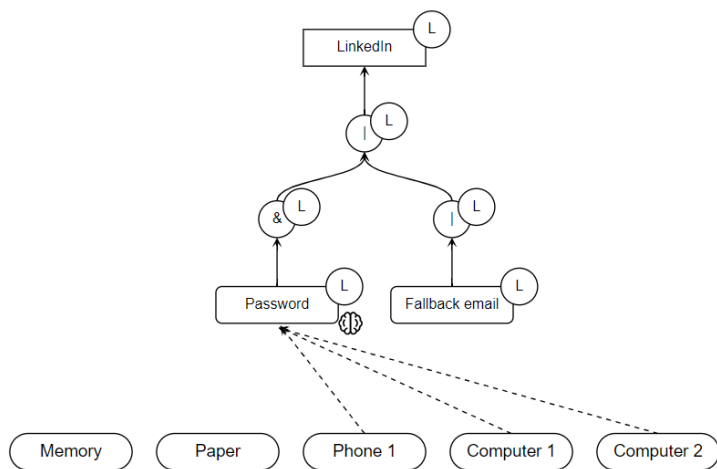 L
LinkedIn
L
|
L
&
L
|
L
Password
L
Fallback email
Memory
Paper
Phone 1
Computer 1
Computer 2